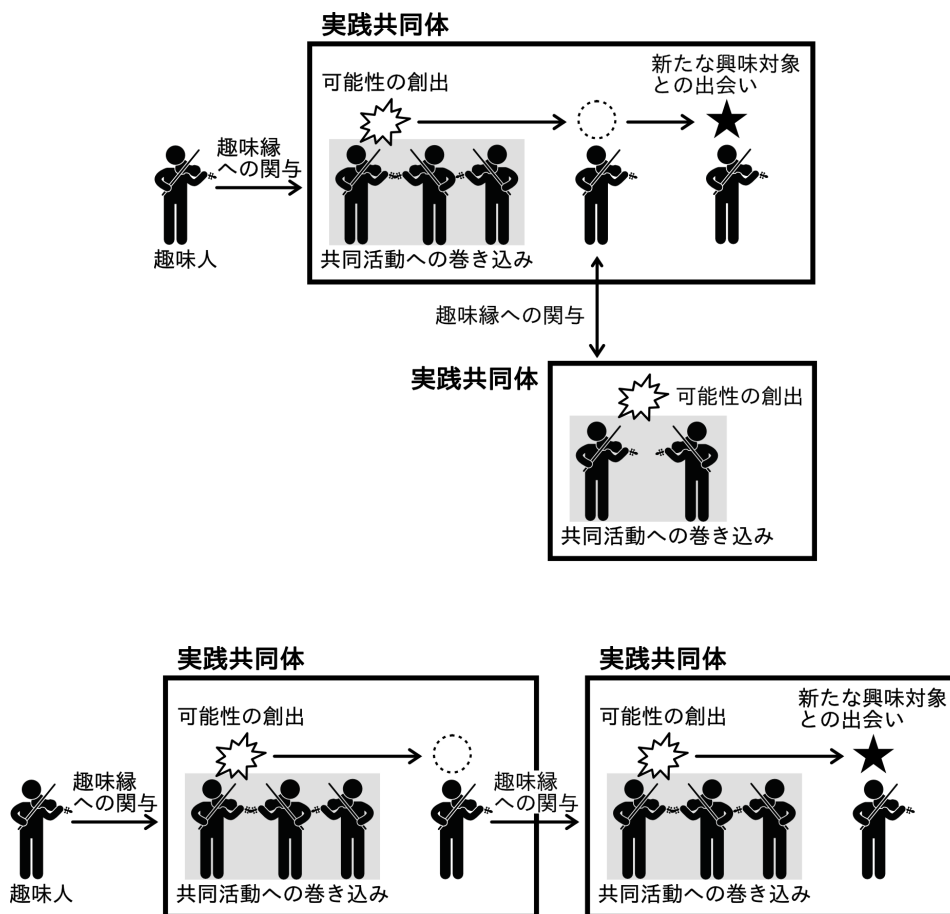 実践共同体
可能性の創出
新たな興味対象
との出会い
趣味縁
への関与
趣味人
共同活動への巻き込み
趣味縁への関与
実践共同体
可能性の創出
共同活動への巻き込み
実践共同体
実践共同体
可能性の創出
可能性の創出
新たな興味対象
との出会い
趣味縁
への関与
趣味縁
への関与
趣味人
共同活動への巻き込み
共同活動への巻き込み